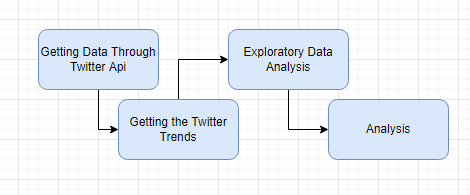 Getting Data Through
Twitter Api
Getting the Twitter
Trends
Exploratory Data
Analysis
Analysis